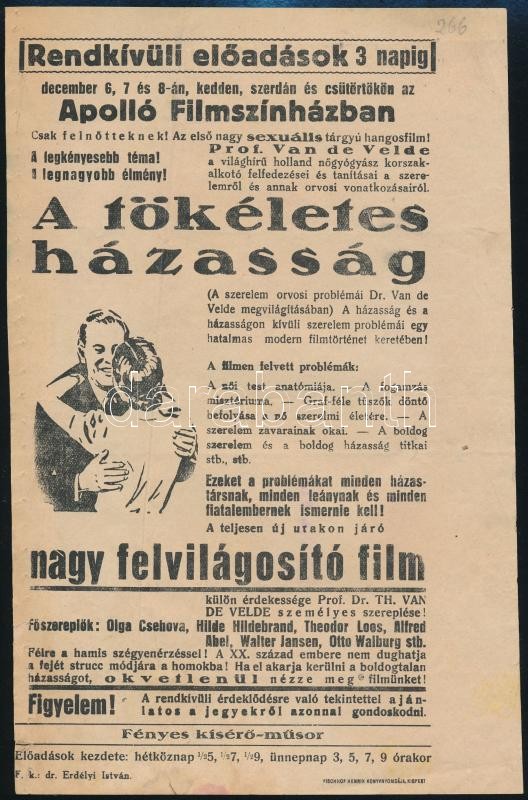 266
Rendkívüli előadások 3 napig
december 6, 7 és 8-án, kedden, szerdán és csütörtökön az
Apolló Filmszínházban
Csak felnőtteknek! Az első nagy sexuális tárgyú hangosfilm!
A legkényesebb téma!
A legnagyobb élmény!
Prof. Van de Velde
a világhírű holland nőgyógyász korszak-
alkotó felfedezései és tanításai a szere-
lemről és annak orvosi vonatkozásairól.
A tökéletes
házasság
(A szerelem orvosi problémái Dr. Van de
Velde megvilágításában) A házasság és a
házasságon kívüli szerelem problémái egy
hatalmas modern filmtörténet keretében!
A filmen felvett problémák:
A női test anatómiája. — A fogamzás
misztériuma. — Graf-féle tüszők döntő
befolyása a nő szerelmi életére. — A
szerelem zavarainak okai. — A boldog
szerelem és a boldog házasság titkai
stb., stb.
darabanth
Ezeket a problémákat minden házas-
társnak, minden leánynak és minden
fiatalembernek ismernie kell!
A teljesen új utakon járó
nagy felvilágosító film
külön érdekessége Prof. Dr. TH. VAN
DE VELDE személyes szereplése!
Főszereplők: Olga Csehova, Hilde Hildebrand, Theodor Loos, Alfred
Abel, Walter Jansen, Otto Walburg stb.
Félre a hamis szégyenérzéssel! A XX. század embere nem dughatja
a fejét strucc módjára a homokba! Ha el akarja kerülni a boldogtalan
házasságot, okvetlenül nézze meg filmünket!
Figyelem!
A rendkívüli érdeklődésre való tekintettel aján-
latos a jegyekről azonnal gondoskodni.
Fényes kísérő-műsor
Előadások kezdete: hétköznap ½5, ½7, ½9, ünnepnap 3, 5, 7, 9 órakor
F. k.: dr. Erdélyi István.
FISCHHOF HENRIK KÖNYVNYOMDÁJA, KISPEST